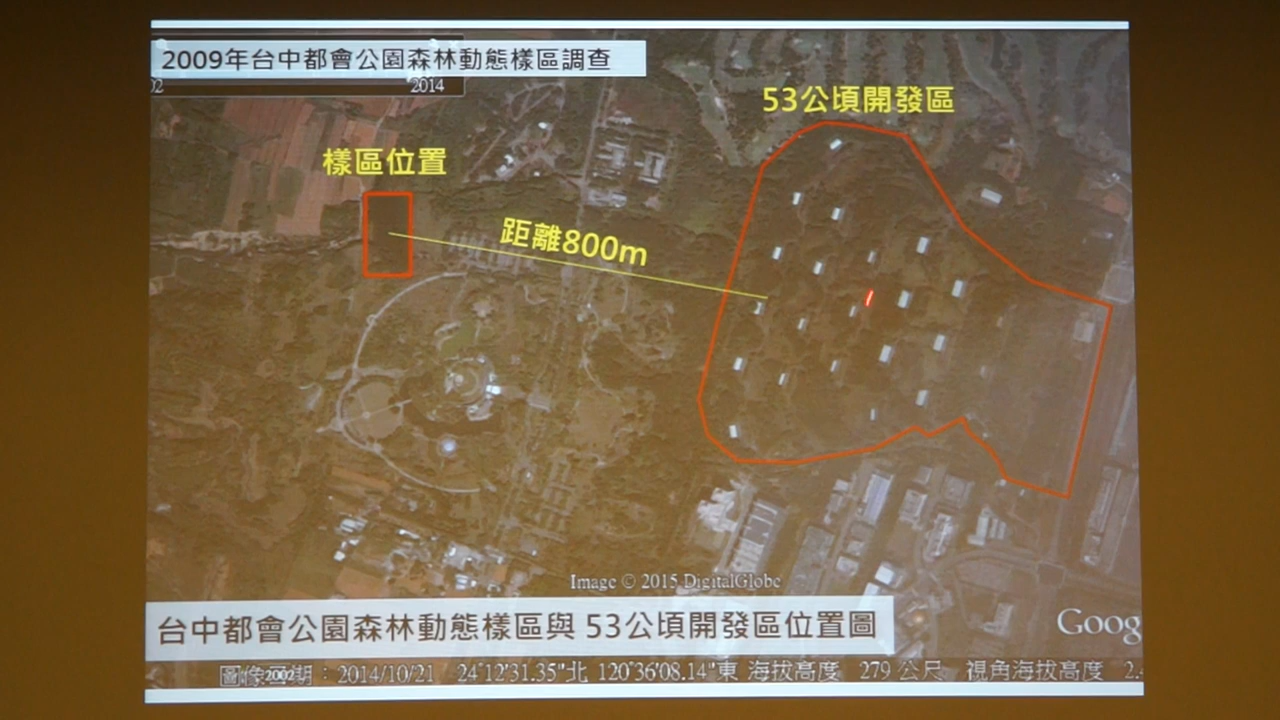 2009年台中都會公園森林動態樣區調查
2014
53公頃開發區
樣區位置
距離800m
Image © 2015 DigitalGlobe
台中都會公園森林動態樣區與 53公頃開發區位置圖
Goog
2002
2014/10/21 24°12'31.35"北 120°36'08.14"東 海拔高度 279 公尺 視角海拔高度